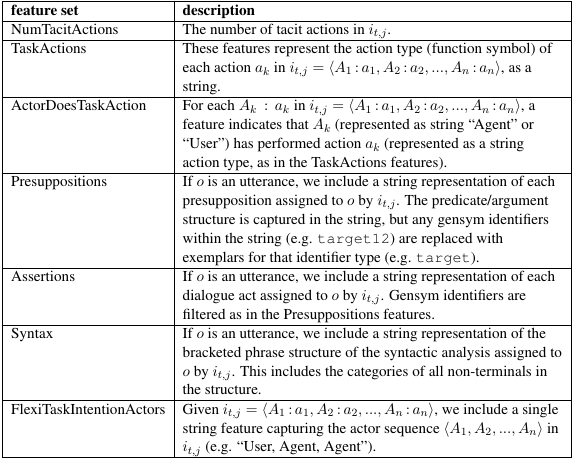 feature set description
NumTacitActions The number of tacit actions in i_{t,j}.
TaskActions These features represent the action type (function symbol) of
each action a_k in i_{t,j} = ⟨A_1 : a_1, A_2 : a_2, ..., A_n : a_n⟩, as a
string.
ActorDoesTaskAction For each A_k : a_k in i_{t,j} = ⟨A_1 : a_1, A_2 : a_2, ..., A_n : a_n⟩, a
feature indicates that A_k (represented as string “Agent” or
“User”) has performed action a_k (represented as a string
action type, as in the TaskActions features).
Presuppositions If o is an utterance, we include a string representation of each
presupposition assigned to o by i_{t,j}. The predicate/argument
structure is captured in the string, but any gensym identifiers
within the string (e.g. target12) are replaced with
exemplars for that identifier type (e.g. target).
Assertions If o is an utterance, we include a string representation of each
dialogue act assigned to o by i_{t,j}. Gensym identifiers are
filtered as in the Presuppositions features.
Syntax If o is an utterance, we include a string representation of the
bracketed phrase structure of the syntactic analysis assigned to
o by i_{t,j}. This includes the categories of all non-terminals in
the structure.
FlexiTaskIntentionActors Given i_{t,j} = ⟨A_1 : a_1, A_2 : a_2, ..., A_n : a_n⟩, we include a single
string feature capturing the actor sequence ⟨A_1, A_2, ..., A_n⟩ in
i_{t,j} (e.g. “User, Agent, Agent”).